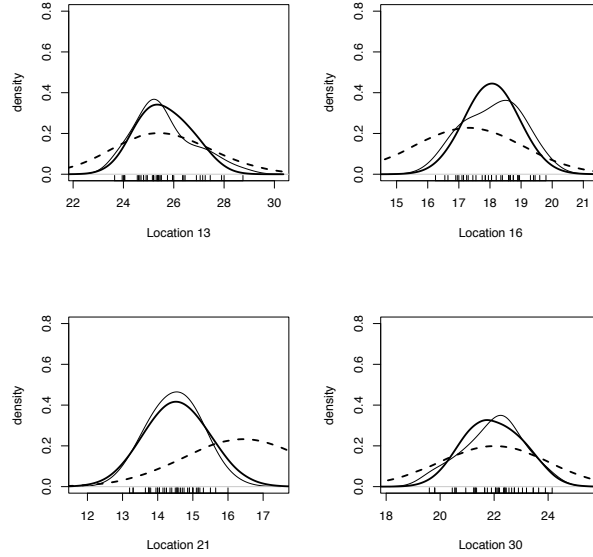 density
0.0 0.2 0.4 0.6 0.8
22 24 26 28 30
Location 13
density
0.0 0.2 0.4 0.6 0.8
15 16 17 18 19 20 21
Location 16
density
0.0 0.2 0.4 0.6 0.8
12 13 14 15 16 17
Location 21
density
0.0 0.2 0.4 0.6 0.8
18 20 22 24
Location 30